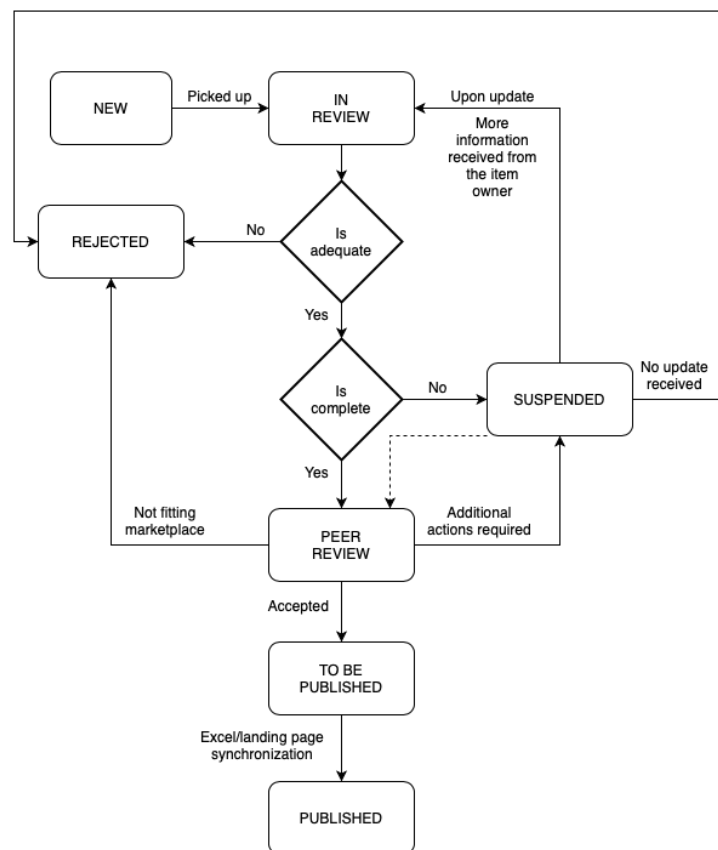 NEW
Picked up
IN
REVIEW
Upon update
More
information
received from
the item
owner
REJECTED
No
Is
adequate
Yes
Is
complete
No
SUSPENDED
No update
received
Yes
Not fitting
marketplace
PEER
REVIEW
Additional
actions required
Accepted
TO BE
PUBLISHED
Excel/landing page
synchronization
PUBLISHED